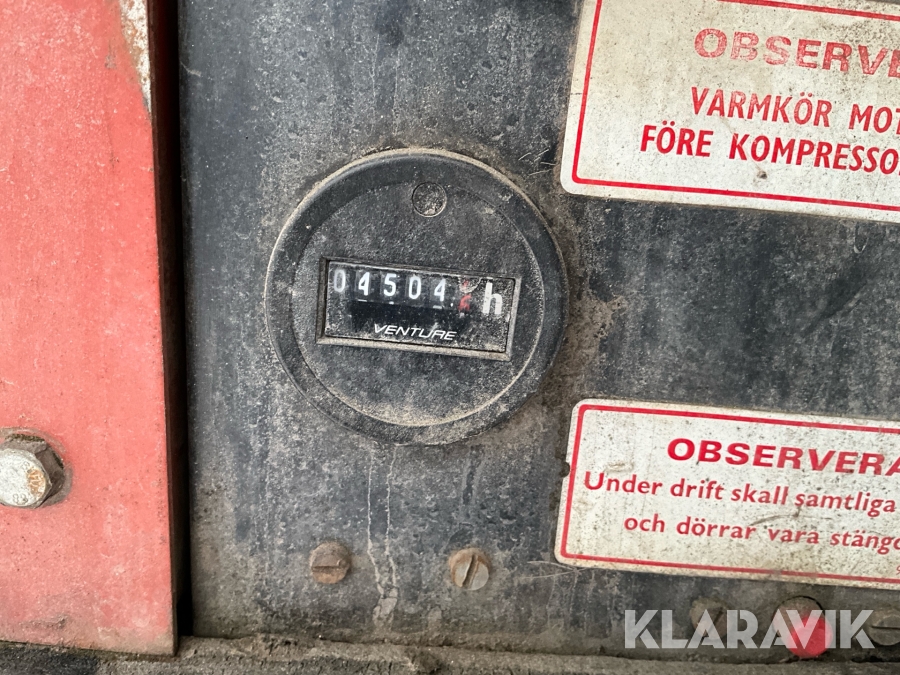 OBSERVE
VARMKÖR MOT
FÖRE KOMPRESSO
04504 h
VENTURE
OBSERVERA
Under drift skall samtliga
och dörrar vara stängd
KLARAVIK